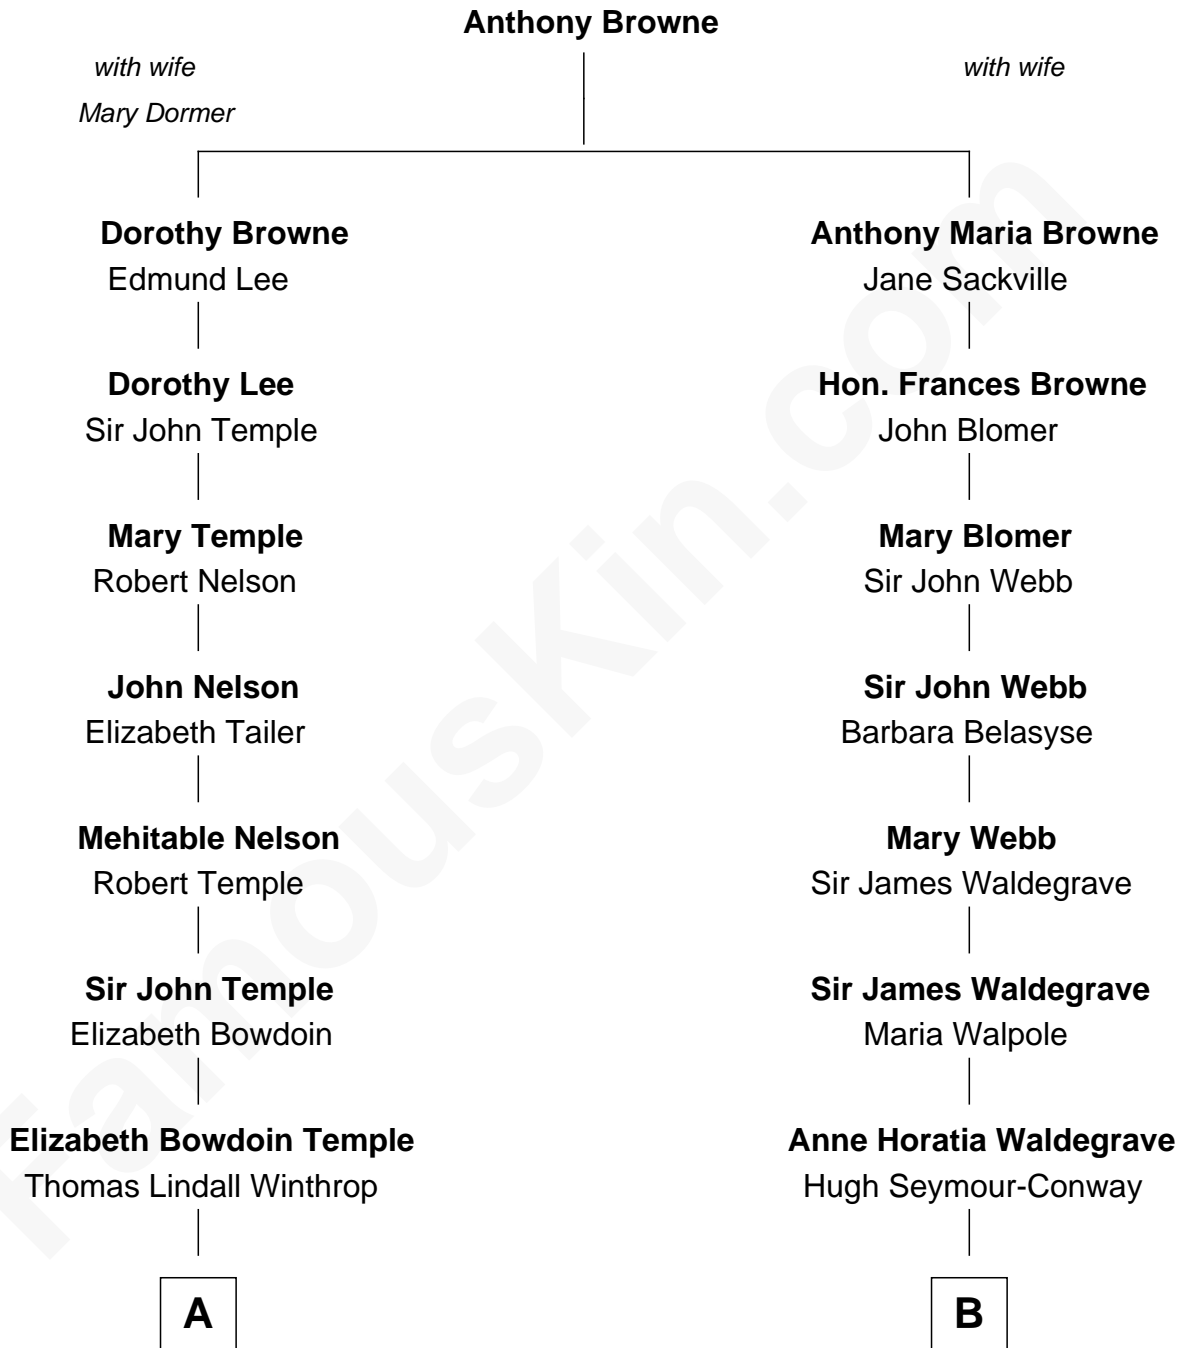 Anthony Browne
with wife
Mary Dormer
with wife
Dorothy Browne
Edmund Lee
Anthony Maria Browne
Jane Sackville
Dorothy Lee
Sir John Temple
Hon. Frances Browne
John Blomer
Mary Temple
Robert Nelson
Mary Blomer
Sir John Webb
John Nelson
Elizabeth Tailer
Sir John Webb
Barbara Belasyse
Mehitable Nelson
Robert Temple
Mary Webb
Sir James Waldegrave
Sir John Temple
Elizabeth Bowdoin
Sir James Waldegrave
Maria Walpole
Elizabeth Bowdoin Temple
Thomas Lindall Winthrop
Anne Horatia Waldegrave
Hugh Seymour-Conway
A
B
FamousKin.com